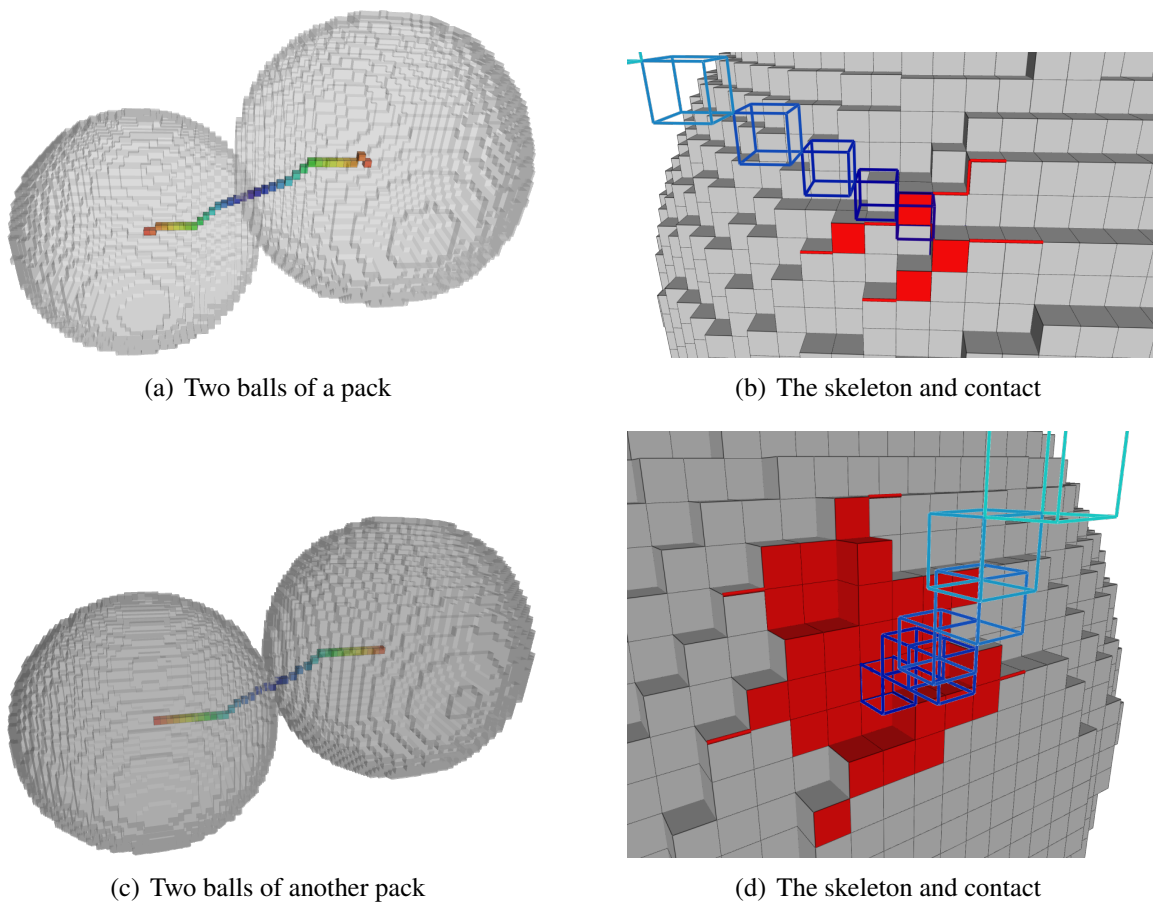 (a) Two balls of a pack
(b) The skeleton and contact
(c) Two balls of another pack
(d) The skeleton and contact